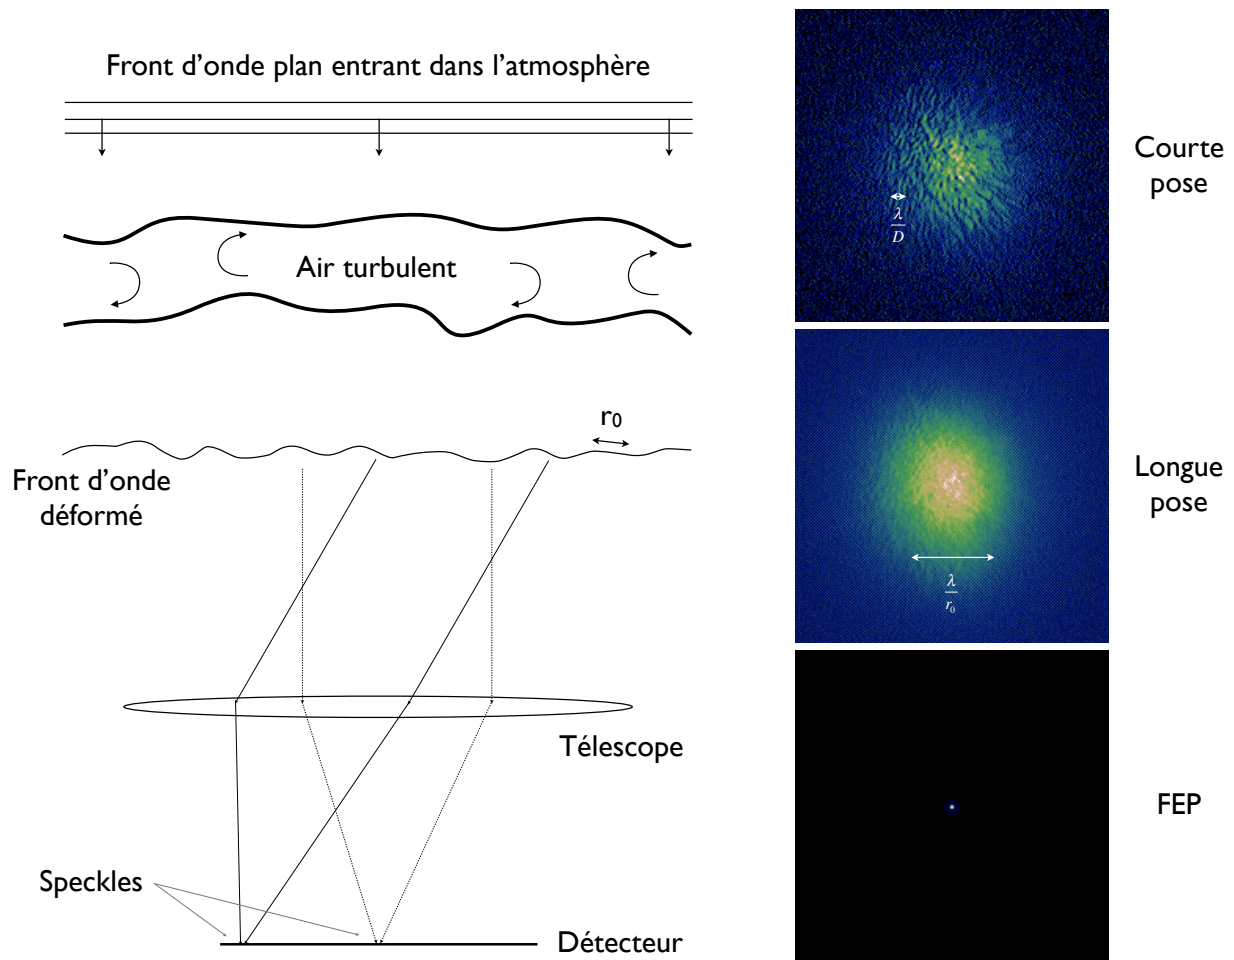 Front d'onde plan entrant dans l'atmosphère
Air turbulent
r0
Front d'onde
déformé
Télescope
Speckles
Détecteur
Courte
pose
λ
D
Longue
pose
λ
r0
FEP